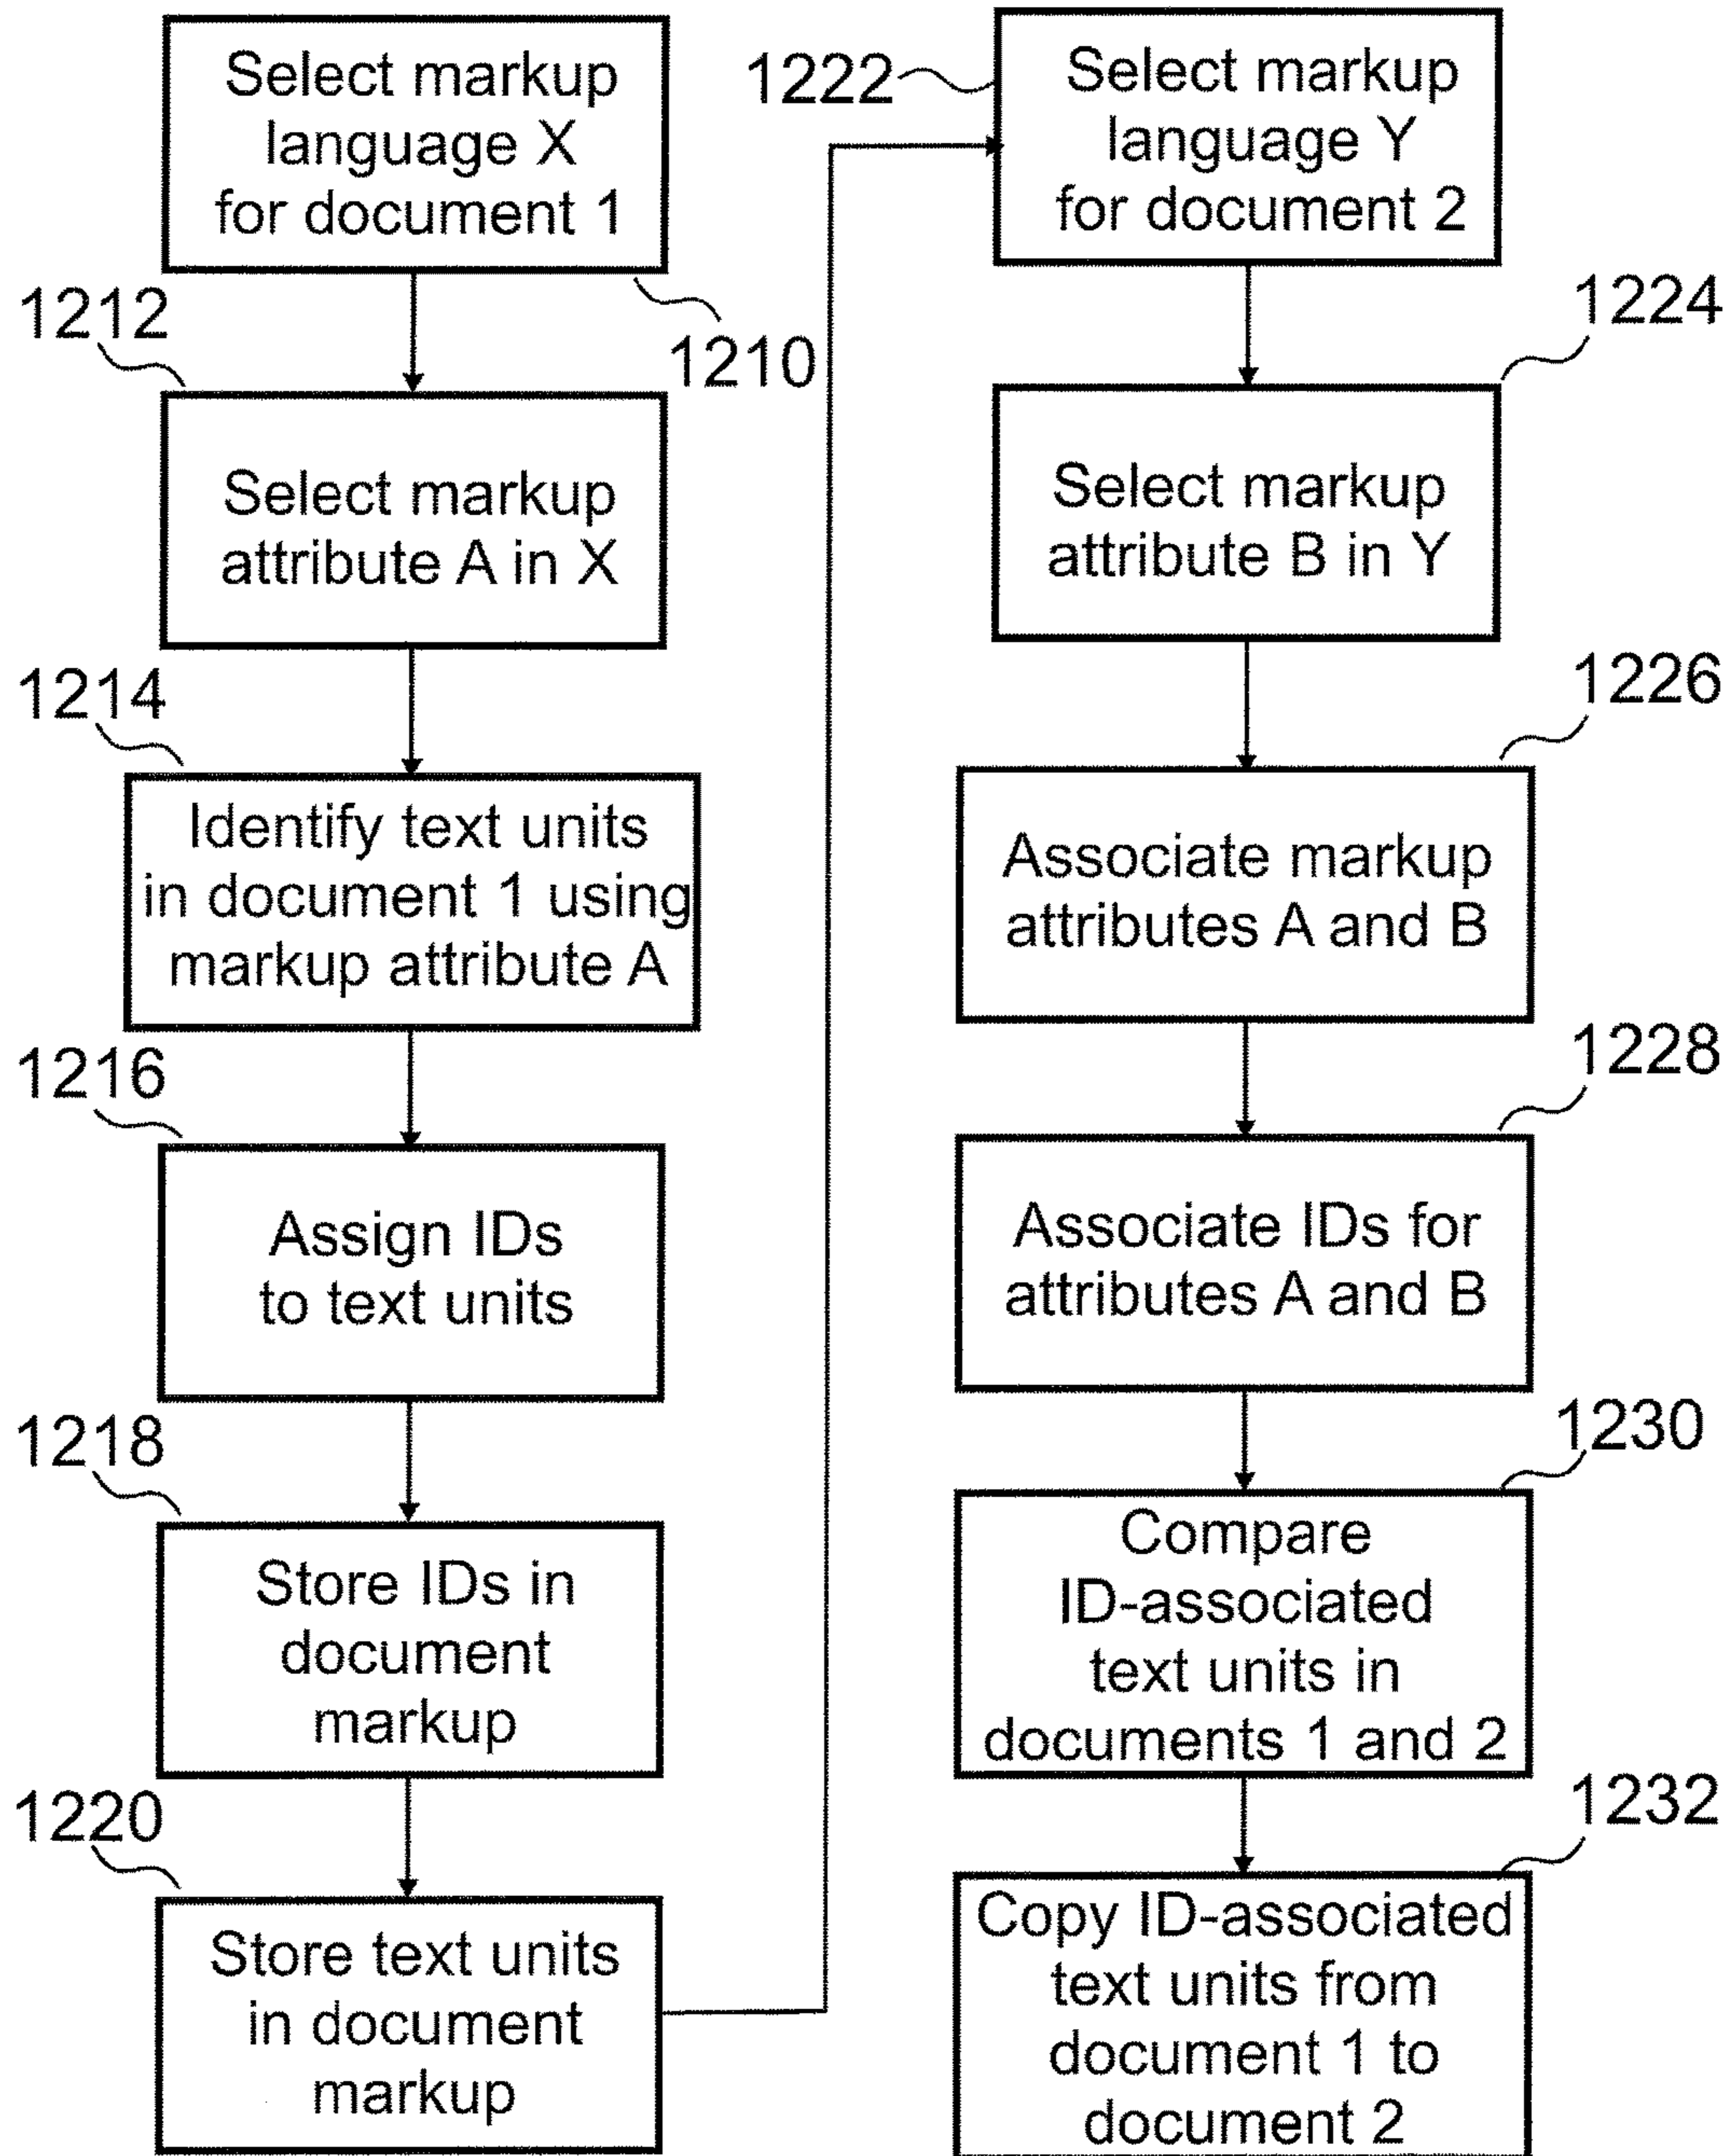 Select markup
language X
for document 1
1210
1212
Select markup
attribute A in X
1214
Identify text units
in document 1 using
markup attribute A
1216
Assign IDs
to text units
1218
Store IDs in
document
markup
1220
Store text units
in document
markup
1222
Select markup
language Y
for document 2
1224
Select markup
attribute B in Y
1226
Associate markup
attributes A and B
1228
Associate IDs for
attributes A and B
1230
Compare
ID-associated
text units in
documents 1 and 2
1232
Copy ID-associated
text units from
document 1 to
document 2